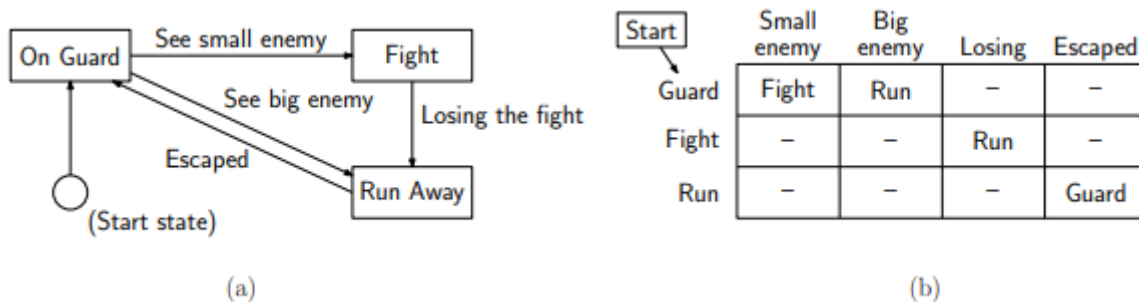 On Guard
See small enemy
Fight
See big enemy
Losing the fight
Escaped
Run Away
(Start state)
(a)
Start
Small enemy
Big enemy
Losing
Escaped
Guard
Fight
Run
–
–
Fight
–
–
Run
–
Run
–
–
–
Guard
(b)